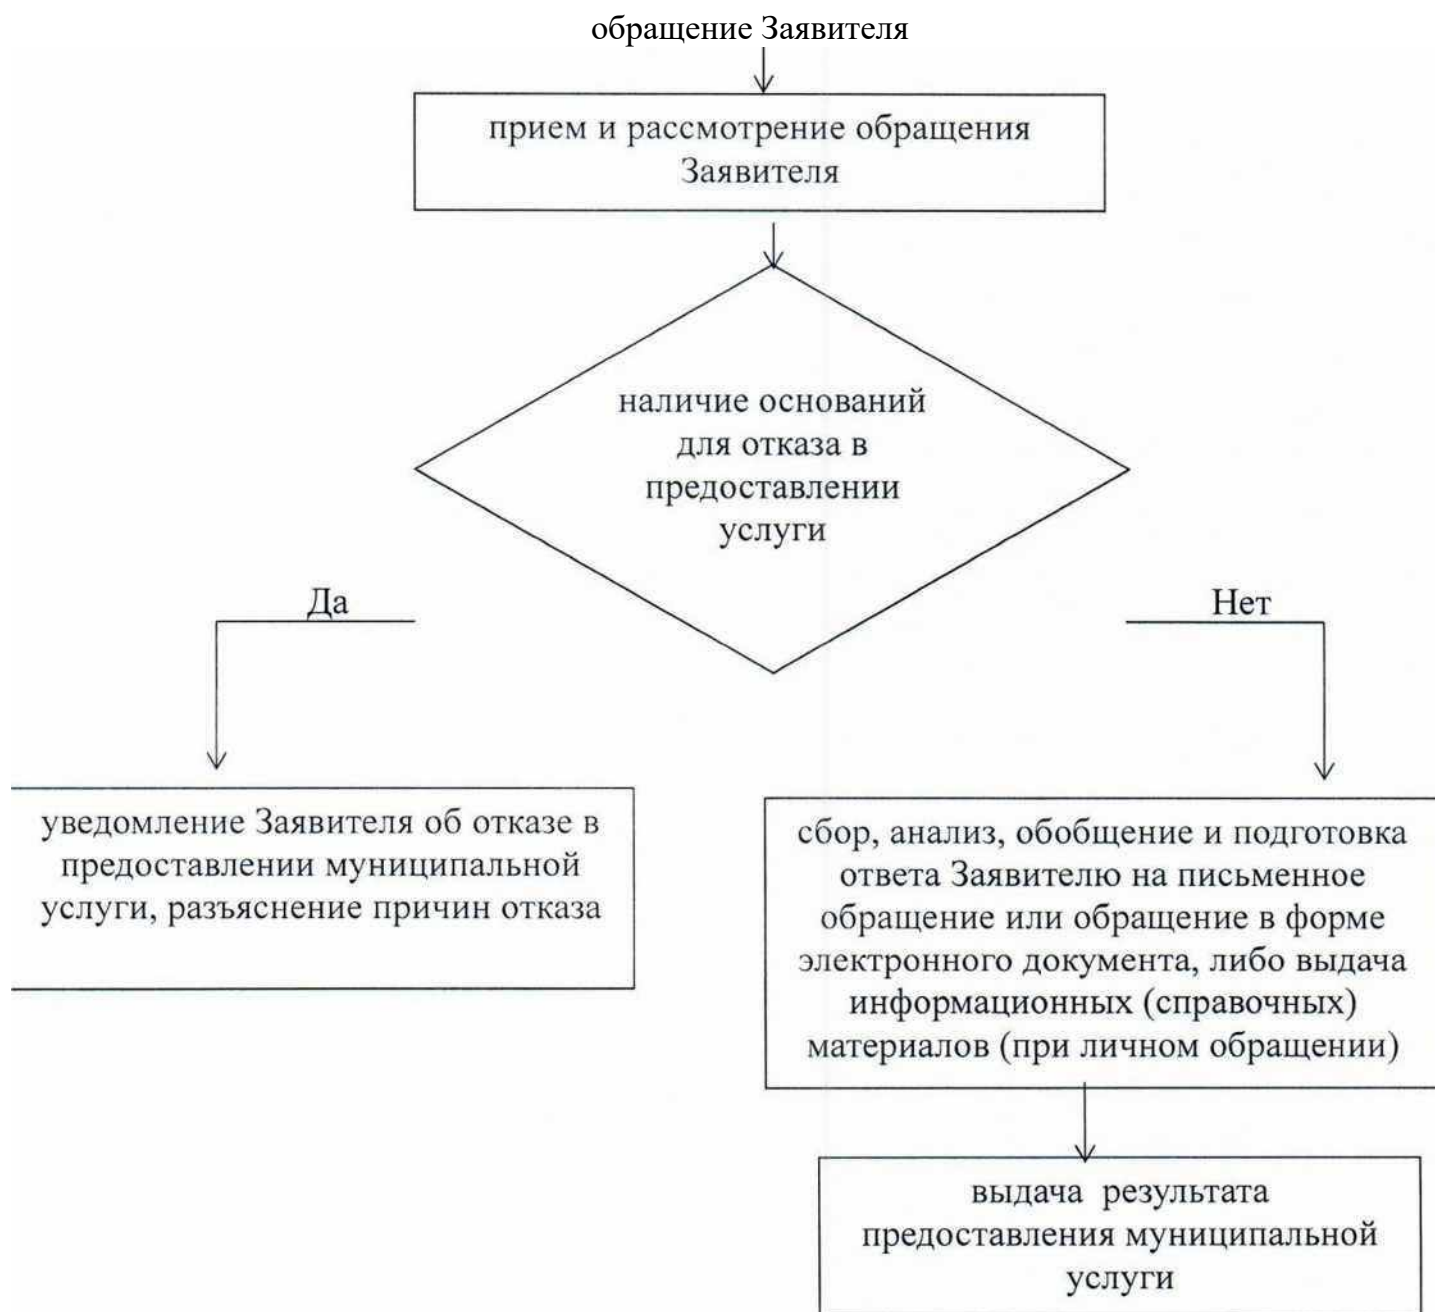 обращение Заявителя
прием и рассмотрение обращения
Заявителя
наличие оснований
для отказа в
предоставлении
услуги
Да
Нет
уведомление Заявителя об отказе в
предоставлении муниципальной
услуги, разъяснение причин отказа
сбор, анализ, обобщение и подготовка
ответа Заявителю на письменное
обращение или обращение в форме
электронного документа, либо выдача
информационных (справочных)
материалов (при личном обращении)
выдача результата
предоставления муниципальной
услуги